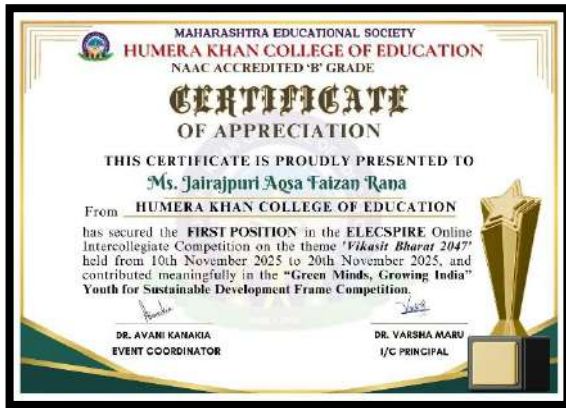 MAHARASHTRA EDUCATIONAL SOCIETY
HUMERA KHAN COLLEGE OF EDUCATION
NAAC ACCREDITED 'B' GRADE
CERTIFICATE
OF APPRECIATION
THIS CERTIFICATE IS PROUDLY PRESENTED TO
Ms. Jairajpuri Aqsa Faizan Rana
From HUMERA KHAN COLLEGE OF EDUCATION
has secured the FIRST POSITION in the ELECSPIRE Online
Intercollegiate Competition on the theme 'Vikasit Bharat 2047'
held from 10th November 2025 to 20th November 2025, and
contributed meaningfully in the “Green Minds, Growing India”
Youth for Sustainable Development Frame Competition.
DR. AVANI KANAKIA
EVENT COORDINATOR
DR. VARSHA MARU
I/C PRINCIPAL